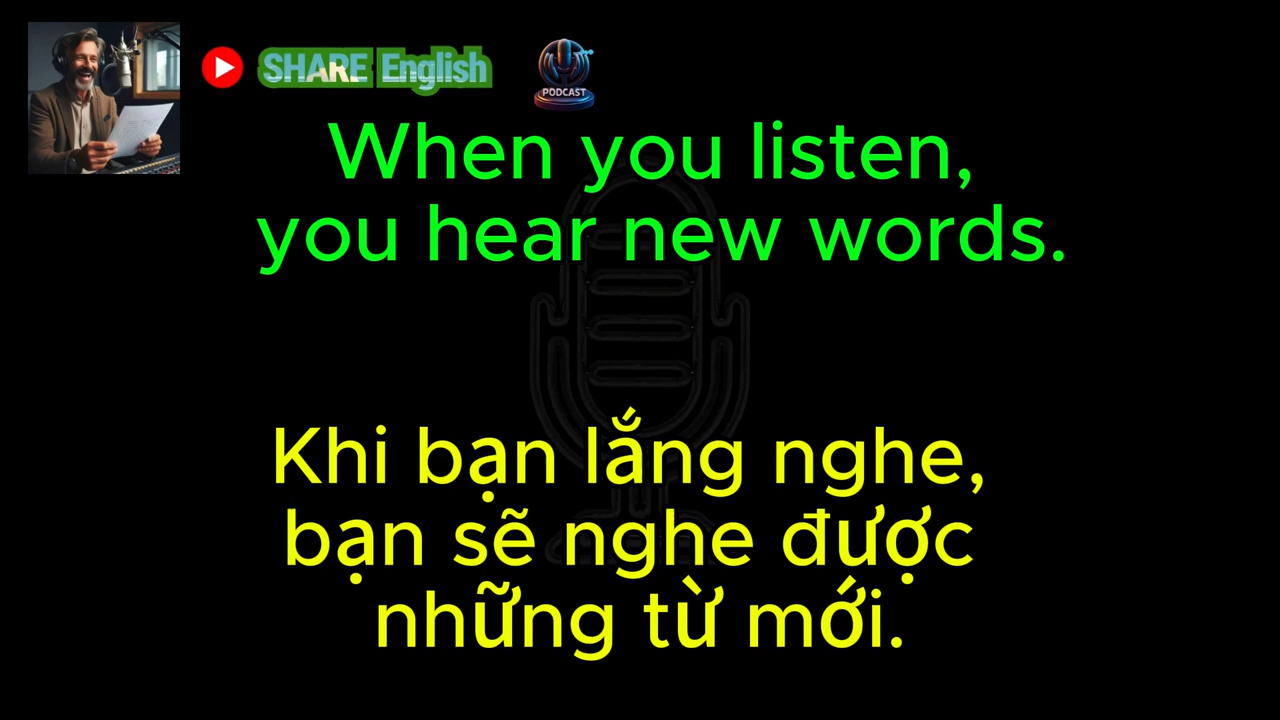 SHARE English
PODCAST
When you listen,
you hear new words.
Khi bạn lắng nghe,
bạn sẽ nghe được
những từ mới.